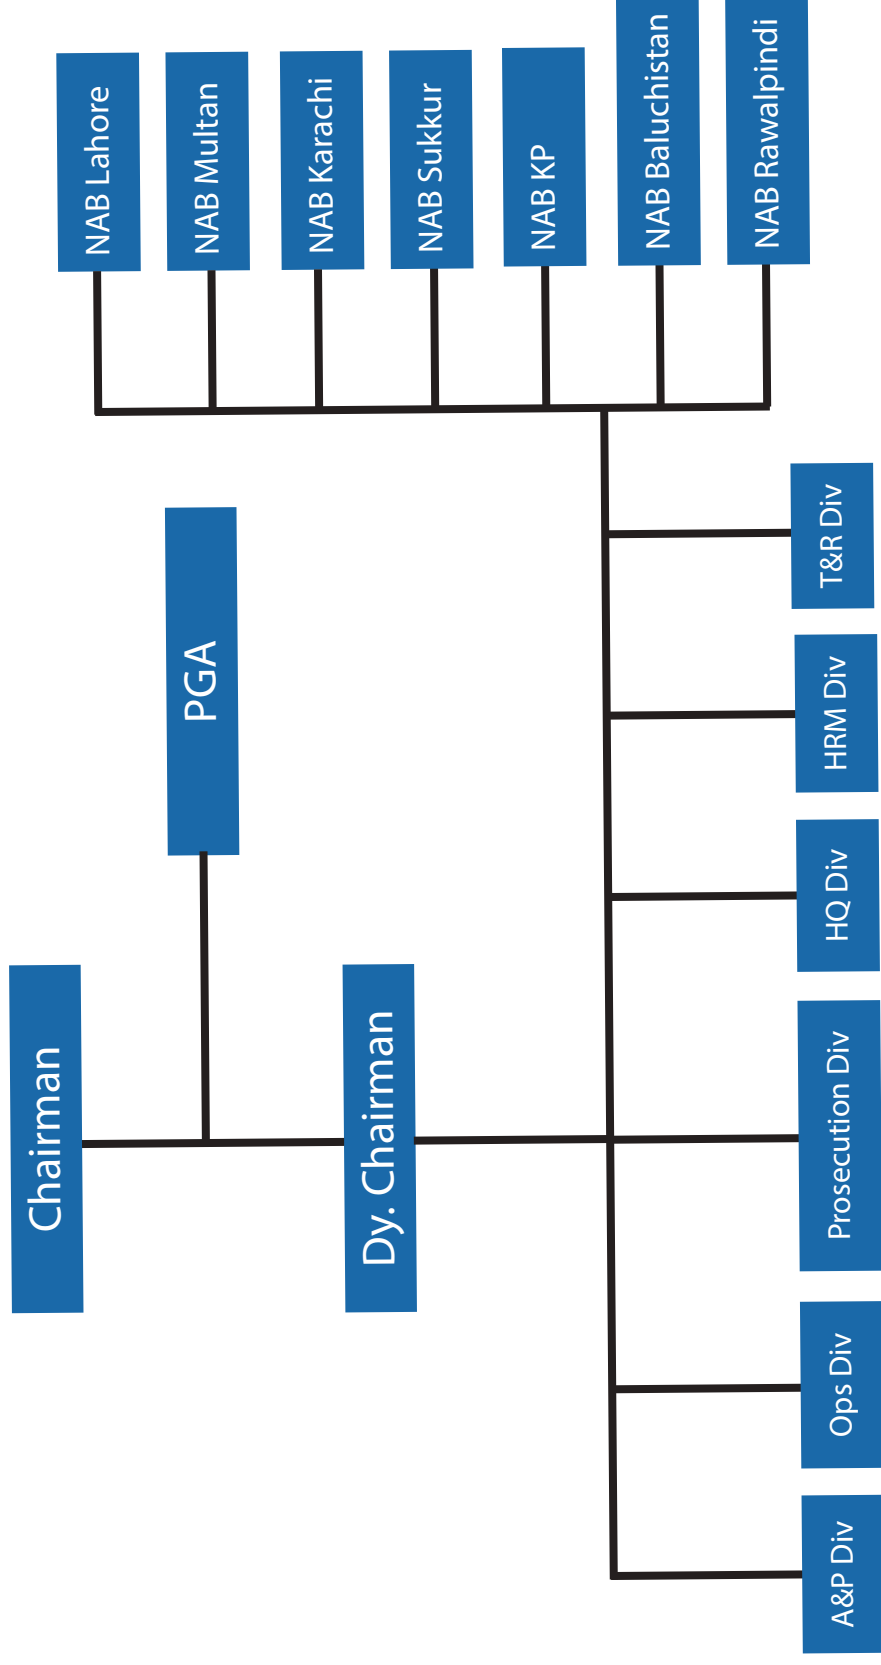 Chairman
PGA
Dy. Chairman
A&P Div
Ops Div
Prosecution Div
HQ Div
HRM Div
T&R Div
NAB Lahore
NAB Multan
NAB Karachi
NAB Sukkur
NAB KP
NAB Baluchistan
NAB Rawalpindi